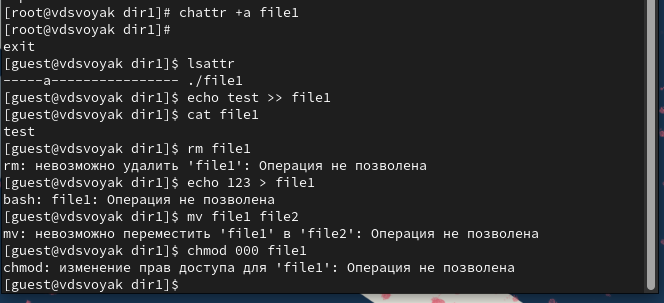 [root@vdsvoyak dir1]# chattr +a file1
[root@vdsvoyak dir1]#
exit
[guest@vdsvoyak dir1]$ lsattr
-----a---------------- ./file1
[guest@vdsvoyak dir1]$ echo test >> file1
[guest@vdsvoyak dir1]$ cat file1
test
[guest@vdsvoyak dir1]$ rm file1
rm: невозможно удалить 'file1': Операция не позволена
[guest@vdsvoyak dir1]$ echo 123 > file1
bash: file1: Операция не позволена
[guest@vdsvoyak dir1]$ mv file1 file2
mv: невозможно переместить 'file1' в 'file2': Операция не позволена
[guest@vdsvoyak dir1]$ chmod 000 file1
chmod: изменение прав доступа для 'file1': Операция не позволена
[guest@vdsvoyak dir1]$